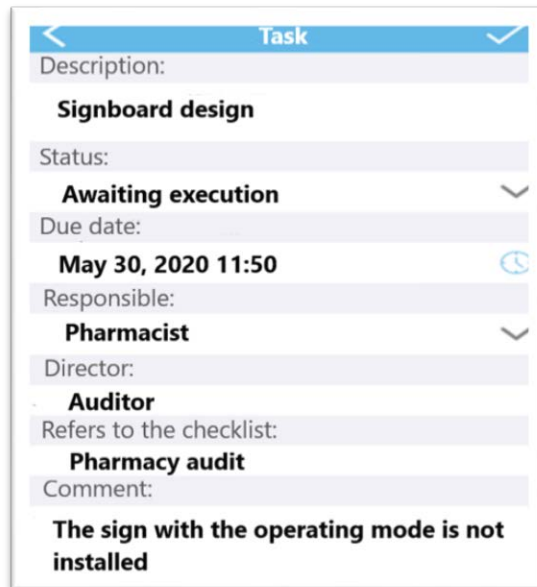 Task
Description:
Signboard design
Status:
Awaiting execution
Due date:
May 30, 2020 11:50
Responsible:
Pharmacist
Director:
Auditor
Refers to the checklist:
Pharmacy audit
Comment:
The sign with the operating mode is not
installed